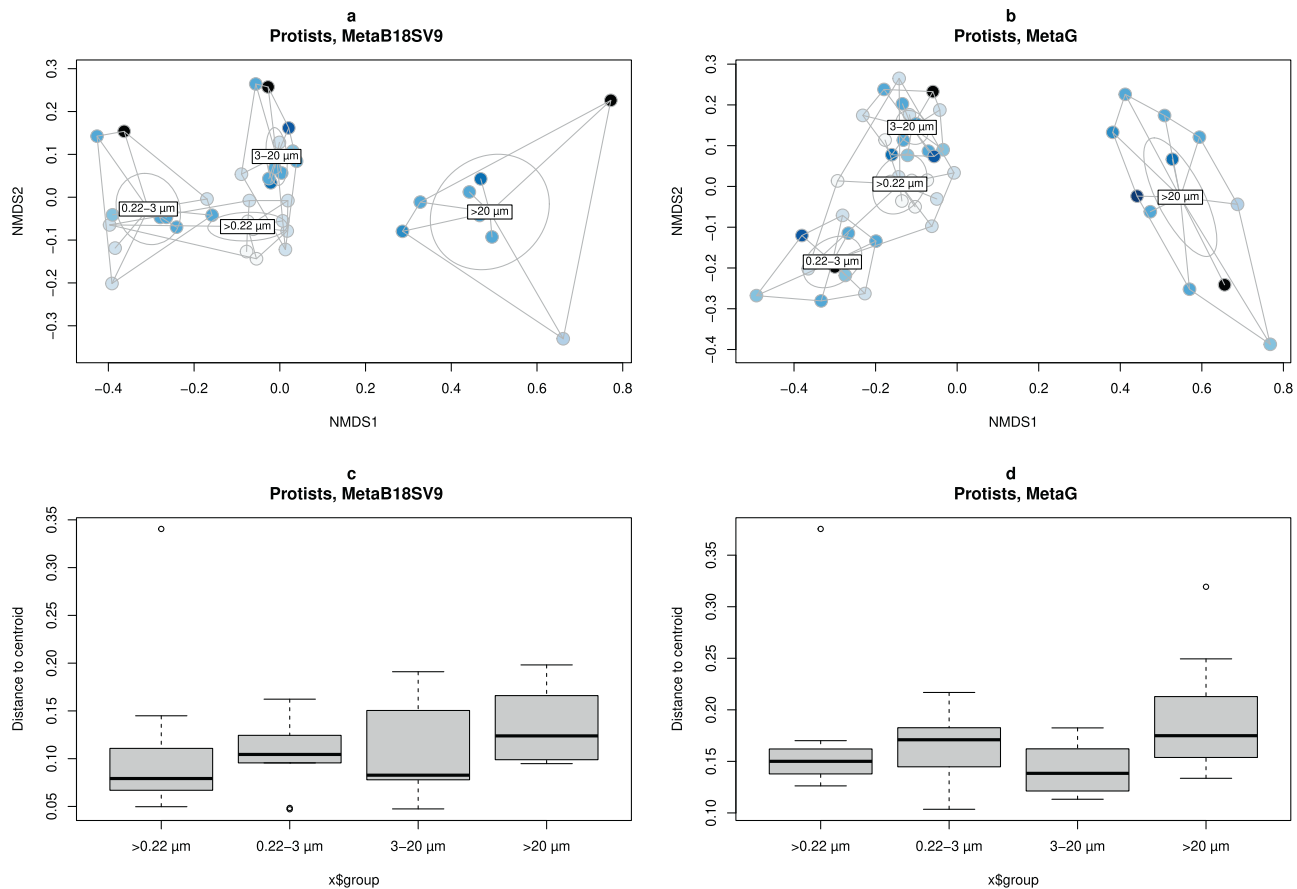 a
Protists, MetaB18SV9
NMDS2
0.3
0.2
0.1
0.0
−0.1
−0.2
−0.3
3−20 µm
0.22−3 µm
>0.22 µm
>20 µm
−0.4 −0.2 0.0 0.2 0.4 0.6 0.8
NMDS1
b
Protists, MetaG
NMDS2
0.3
0.2
0.1
0.0
−0.1
−0.2
−0.3
−0.4
3−20 µm
>0.22 µm
>20 µm
0.22−3 µm
−0.4 −0.2 0.0 0.2 0.4 0.6 0.8
NMDS1
c
Protists, MetaB18SV9
Distance to centroid
0.35
0.30
0.25
0.20
0.15
0.10
0.05
>0.22 µm 0.22−3 µm 3−20 µm >20 µm
x$group
d
Protists, MetaG
Distance to centroid
0.35
0.30
0.25
0.20
0.15
0.10
>0.22 µm 0.22−3 µm 3−20 µm >20 µm
x$group